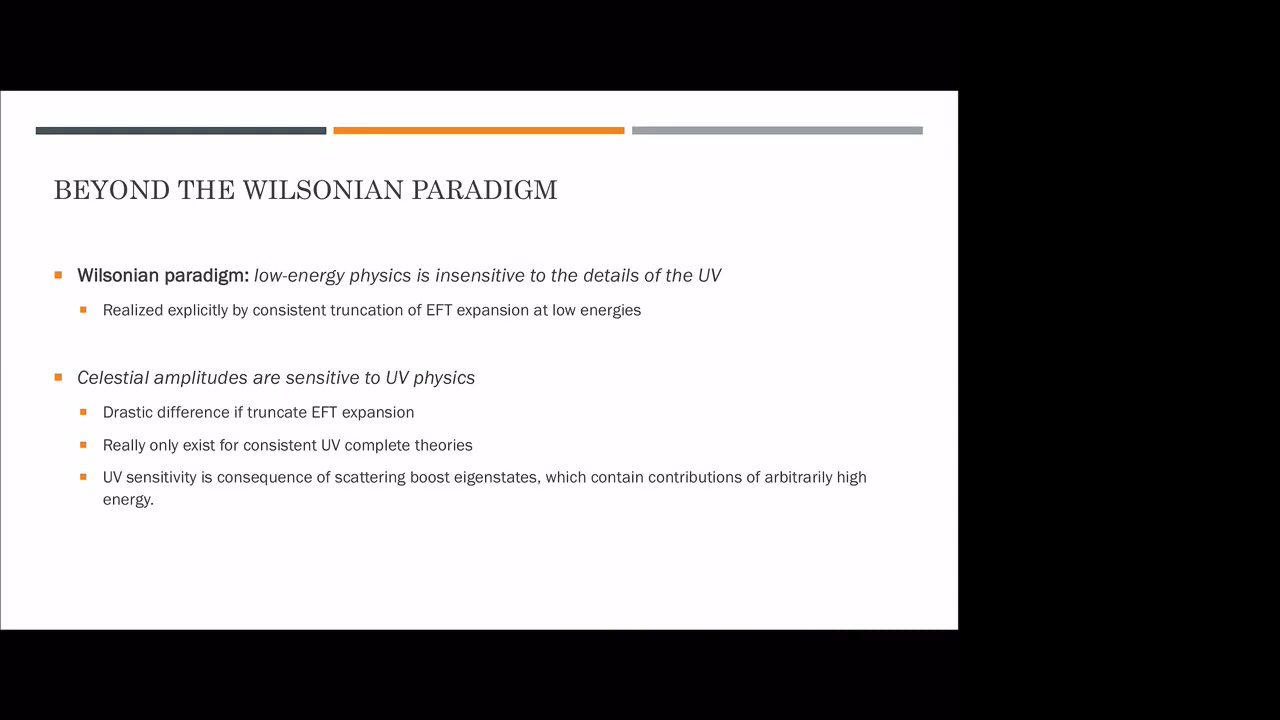 BEYOND THE WILSONIAN PARADIGM
Wilsonian paradigm: low-energy physics is insensitive to the details of the UV
Realized explicitly by consistent truncation of EFT expansion at low energies
Celestial amplitudes are sensitive to UV physics
Drastic difference if truncate EFT expansion
Really only exist for consistent UV complete theories
UV sensitivity is consequence of scattering boost eigenstates, which contain contributions of arbitrarily high
energy.